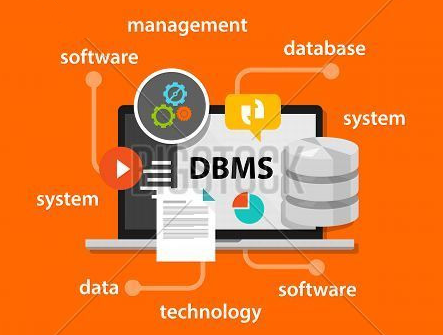 management
software
database
system
DBMS
system
data
software
technology